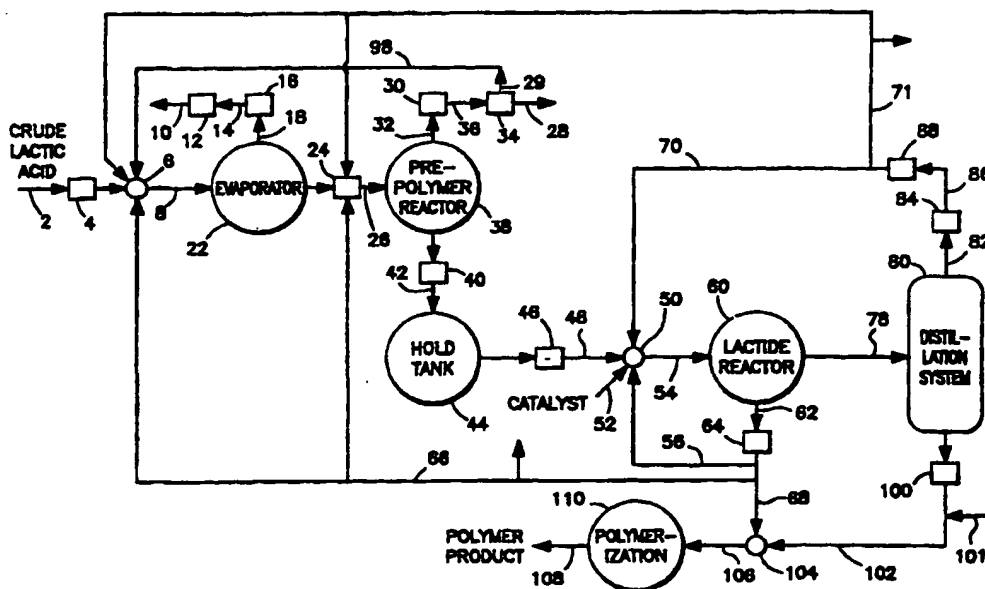 98
71
29
16
30
88
10
12
14
18
32
36
34
28
70
86
CRUDE
LACTIC
ACID
6
24
PRE-
POLYMER
REACTOR
84
EVAPORATOR
82
2
4
8
22
26
38
80
42
40
60
50
46
48
78
HOLD
TANK
LACTIDE
REACTOR
DISTIL-
LATION
SYSTEM
CATALYST
54
62
44
52
64
56
66
100
68
110
POLYMER
PRODUCT
POLYMER-
IZATION
108
106
104
102
101